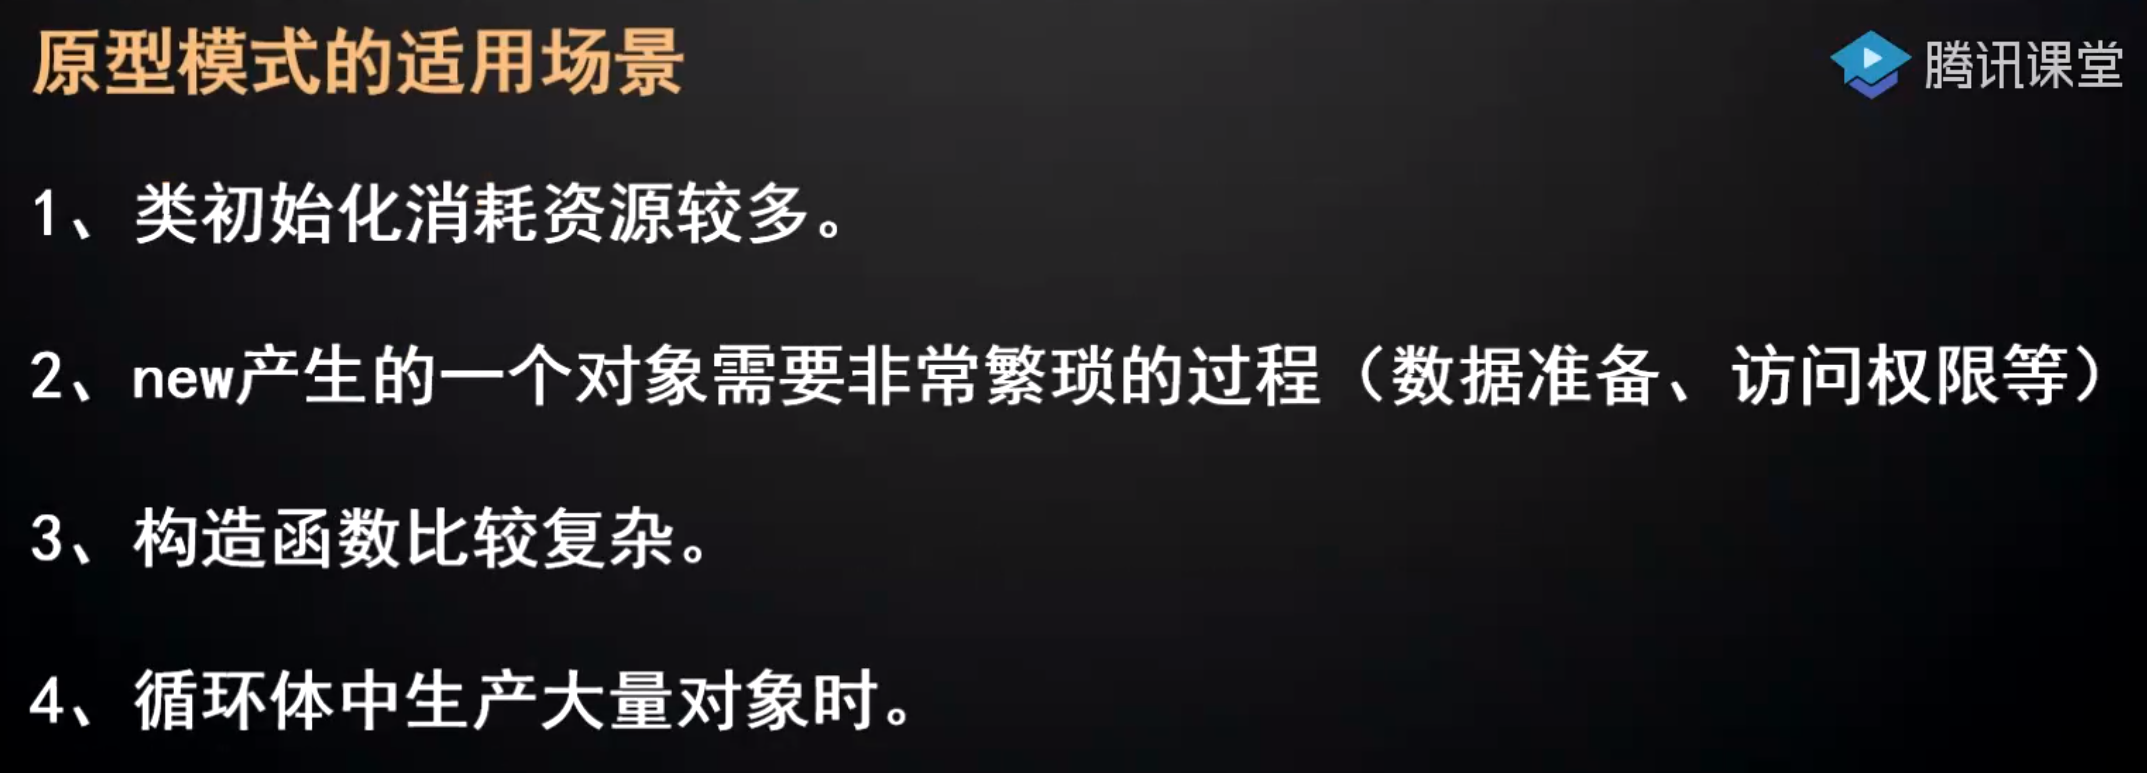 原型模式的适用场景
腾讯课堂
1、类初始化消耗资源较多。
2、new产生的一个对象需要非常繁琐的过程（数据准备、访问权限等）
3、构造函数比较复杂。
4、循环体中生产大量对象时。